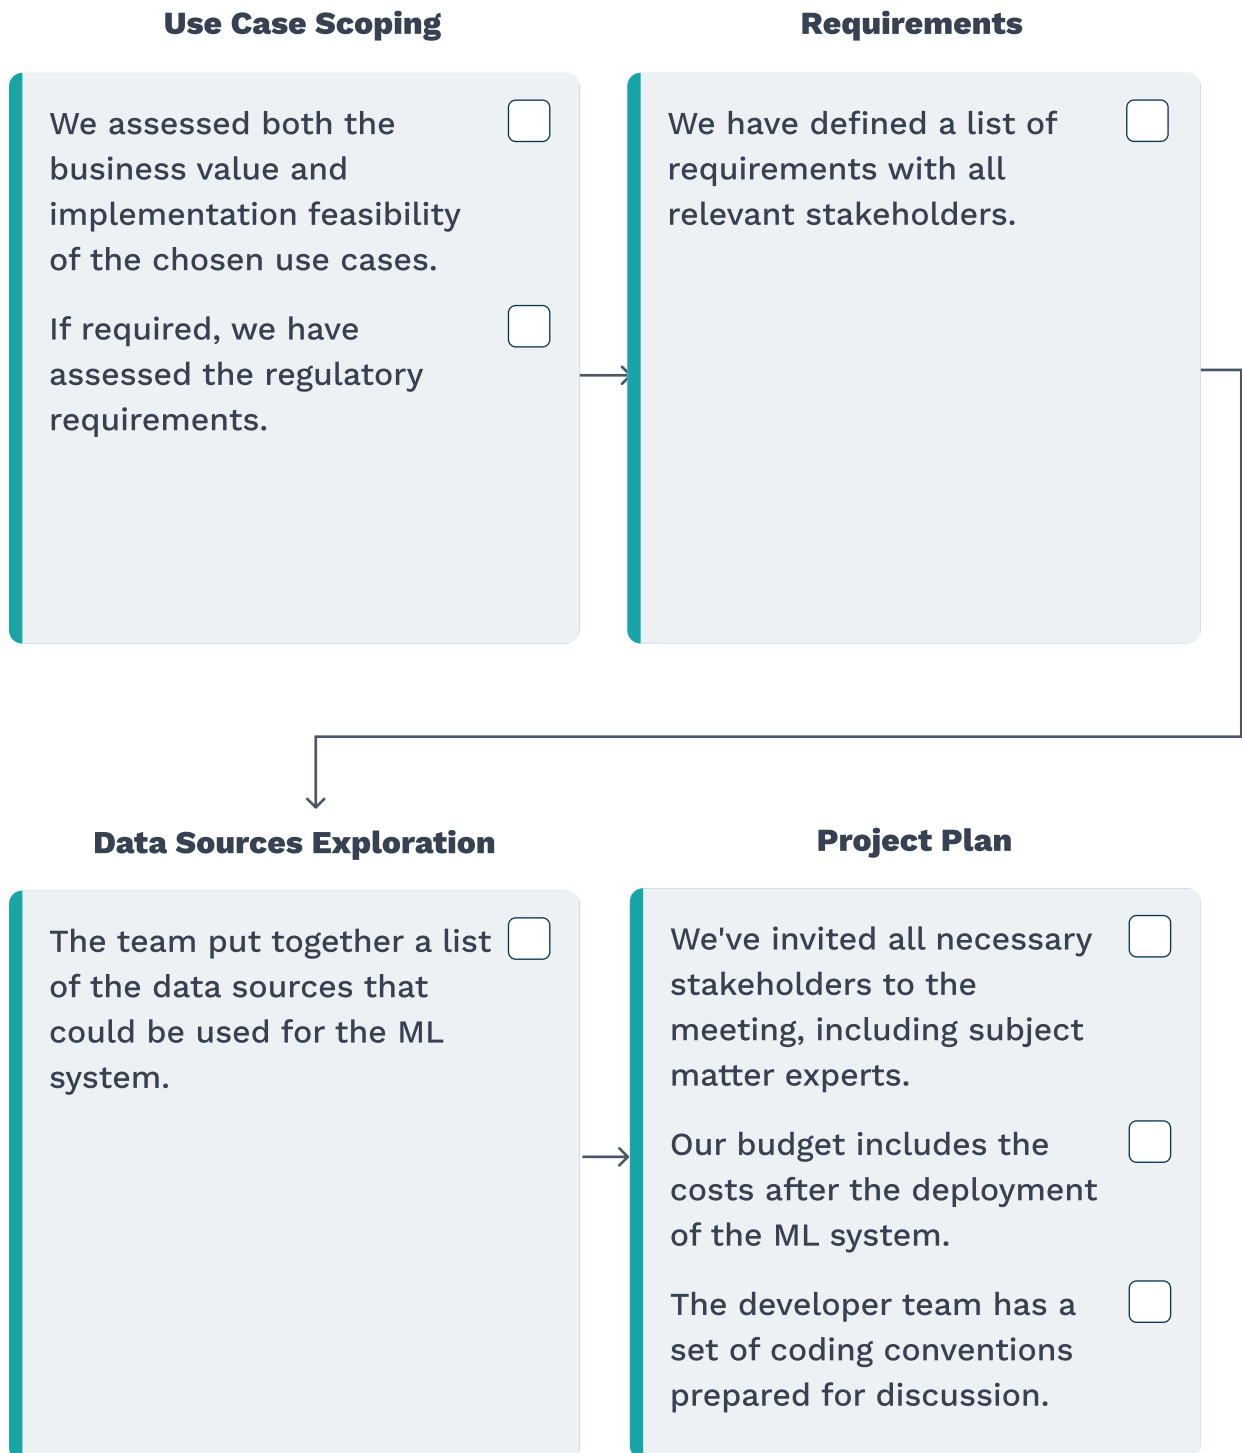 Use Case Scoping
We assessed both the
business value and
implementation feasibility
of the chosen use cases.
If required, we have
assessed the regulatory
requirements.
Requirements
We have defined a list of
requirements with all
relevant stakeholders.
Data Sources Exploration
The team put together a list
of the data sources that
could be used for the ML
system.
Project Plan
We've invited all necessary
stakeholders to the
meeting, including subject
matter experts.
Our budget includes the
costs after the deployment
of the ML system.
The developer team has a
set of coding conventions
prepared for discussion.